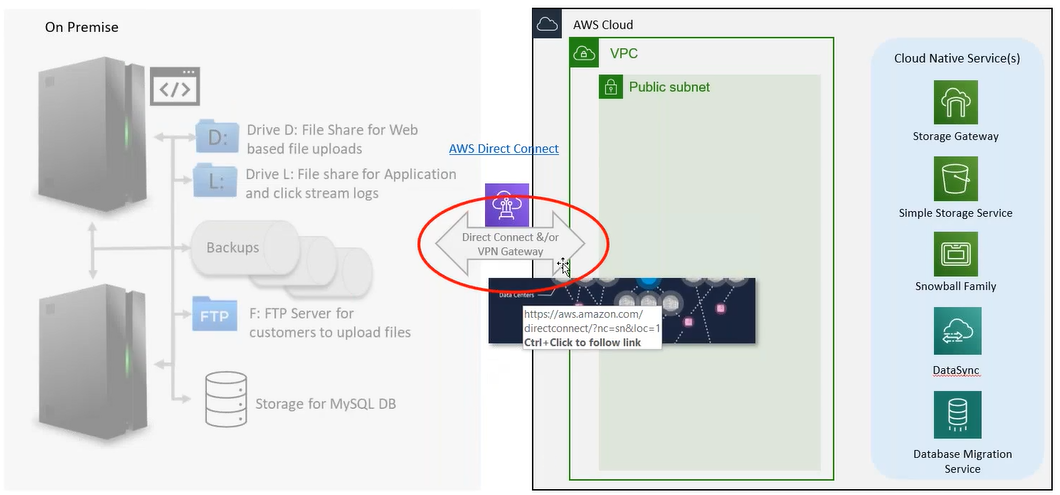 On Premise
</>
D:
Drive D: File Share for Web
based file uploads
L:
Drive L: File share for Application
and click stream logs
Backups
FTP
F: FTP Server for
customers to upload files
Storage for MySQL DB
AWS Direct Connect
Direct Connect &/or
VPN Gateway
Data Centers
https://aws.amazon.com/
directconnect/?nc=sn&loc=1
Ctrl+Click to follow link
AWS Cloud
VPC
Public subnet
Cloud Native Service(s)
Storage Gateway
Simple Storage Service
Snowball Family
DataSync
Database Migration
Service